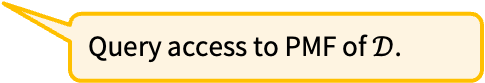 Query access to PMF of 𝒟.